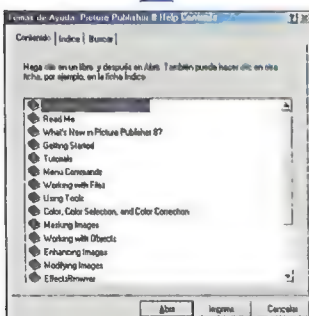 Temas de Ayuda: Picture Publisher 8 Help Contents
Contenido Índice Buscar
Haga clic en un libro y después en Abrir. También puede hacer clic en otra
ficha, por ejemplo, en la ficha Índice
Read Me
What's New in Picture Publisher 8?
Getting Started
Tutorials
Menu Commands
Working with Files
Using Tools
Color, Color Selection, and Color Correction
Masking Images
Working with Objects
Enhancing Images
Modifying Images
EffectsBrowser
Abrir Imprimir Cancelar